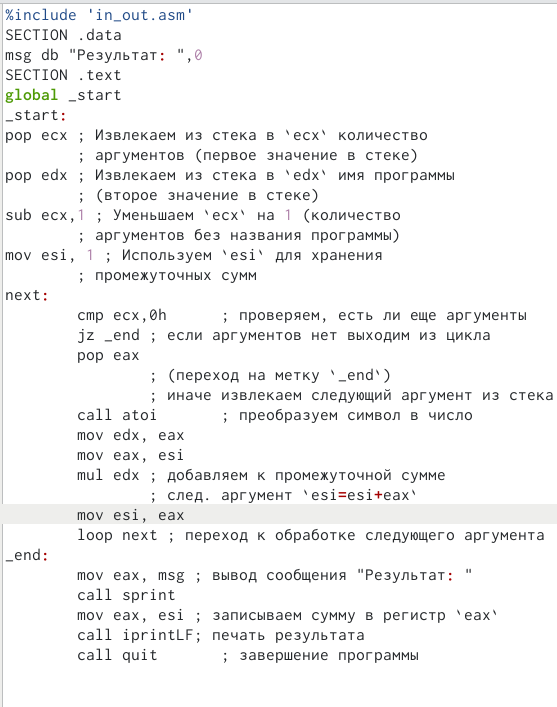 %include 'in_out.asm'
SECTION .data
msg db "Результат: ",0
SECTION .text
global _start
_start:
pop ecx ; Извлекаем из стека в `ecx` количество
        ; аргументов (первое значение в стеке)
pop edx ; Извлекаем из стека в `edx` имя программы
        ; (второе значение в стеке)
sub ecx,1 ; Уменьшаем `ecx` на 1 (количество
        ; аргументов без названия программы)
mov esi, 1 ; Используем `esi` для хранения
        ; промежуточных сумм
next:
        cmp ecx,0h      ; проверяем, есть ли еще аргументы
        jz _end ; если аргументов нет выходим из цикла
        pop eax
                ; (переход на метку `_end`)
                ; иначе извлекаем следующий аргумент из стека
        call atoi       ; преобразуем символ в число
        mov edx, eax
        mov eax, esi
        mul edx ; добавляем к промежуточной сумме
                ; след. аргумент `esi=esi+eax`
        mov esi, eax
        loop next ; переход к обработке следующего аргумента
_end:
        mov eax, msg ; вывод сообщения "Результат: "
        call sprint
        mov eax, esi ; записываем сумму в регистр `eax`
        call iprintLF; печать результата
        call quit       ; завершение программы